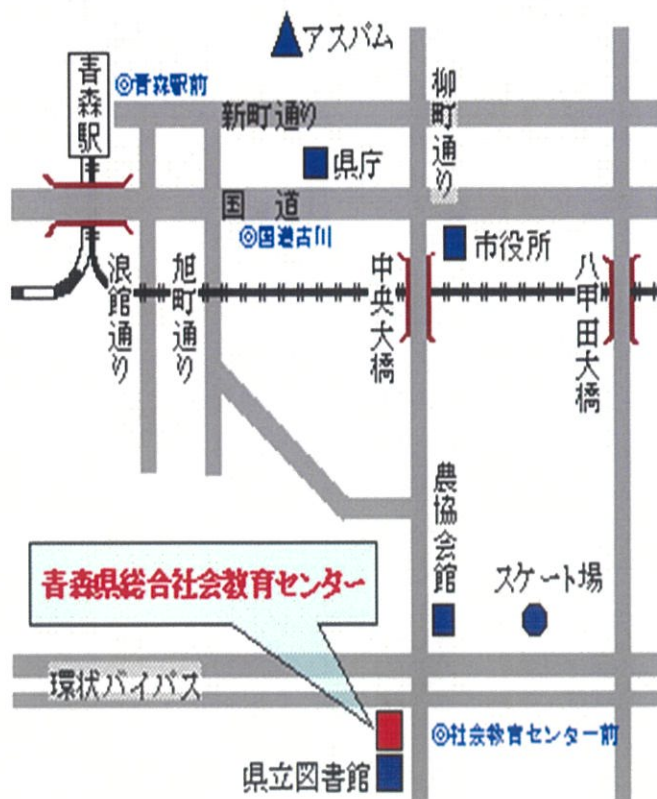 アスパム
青森駅
◎青森駅前
新町通り
柳町通り
県庁
国道
◎国道古川
市役所
浪館通り
旭町通り
中央大橋
八甲田大橋
農協会館
スケート場
青森県総合社会教育センター
環状バイパス
◎社会教育センター前
県立図書館